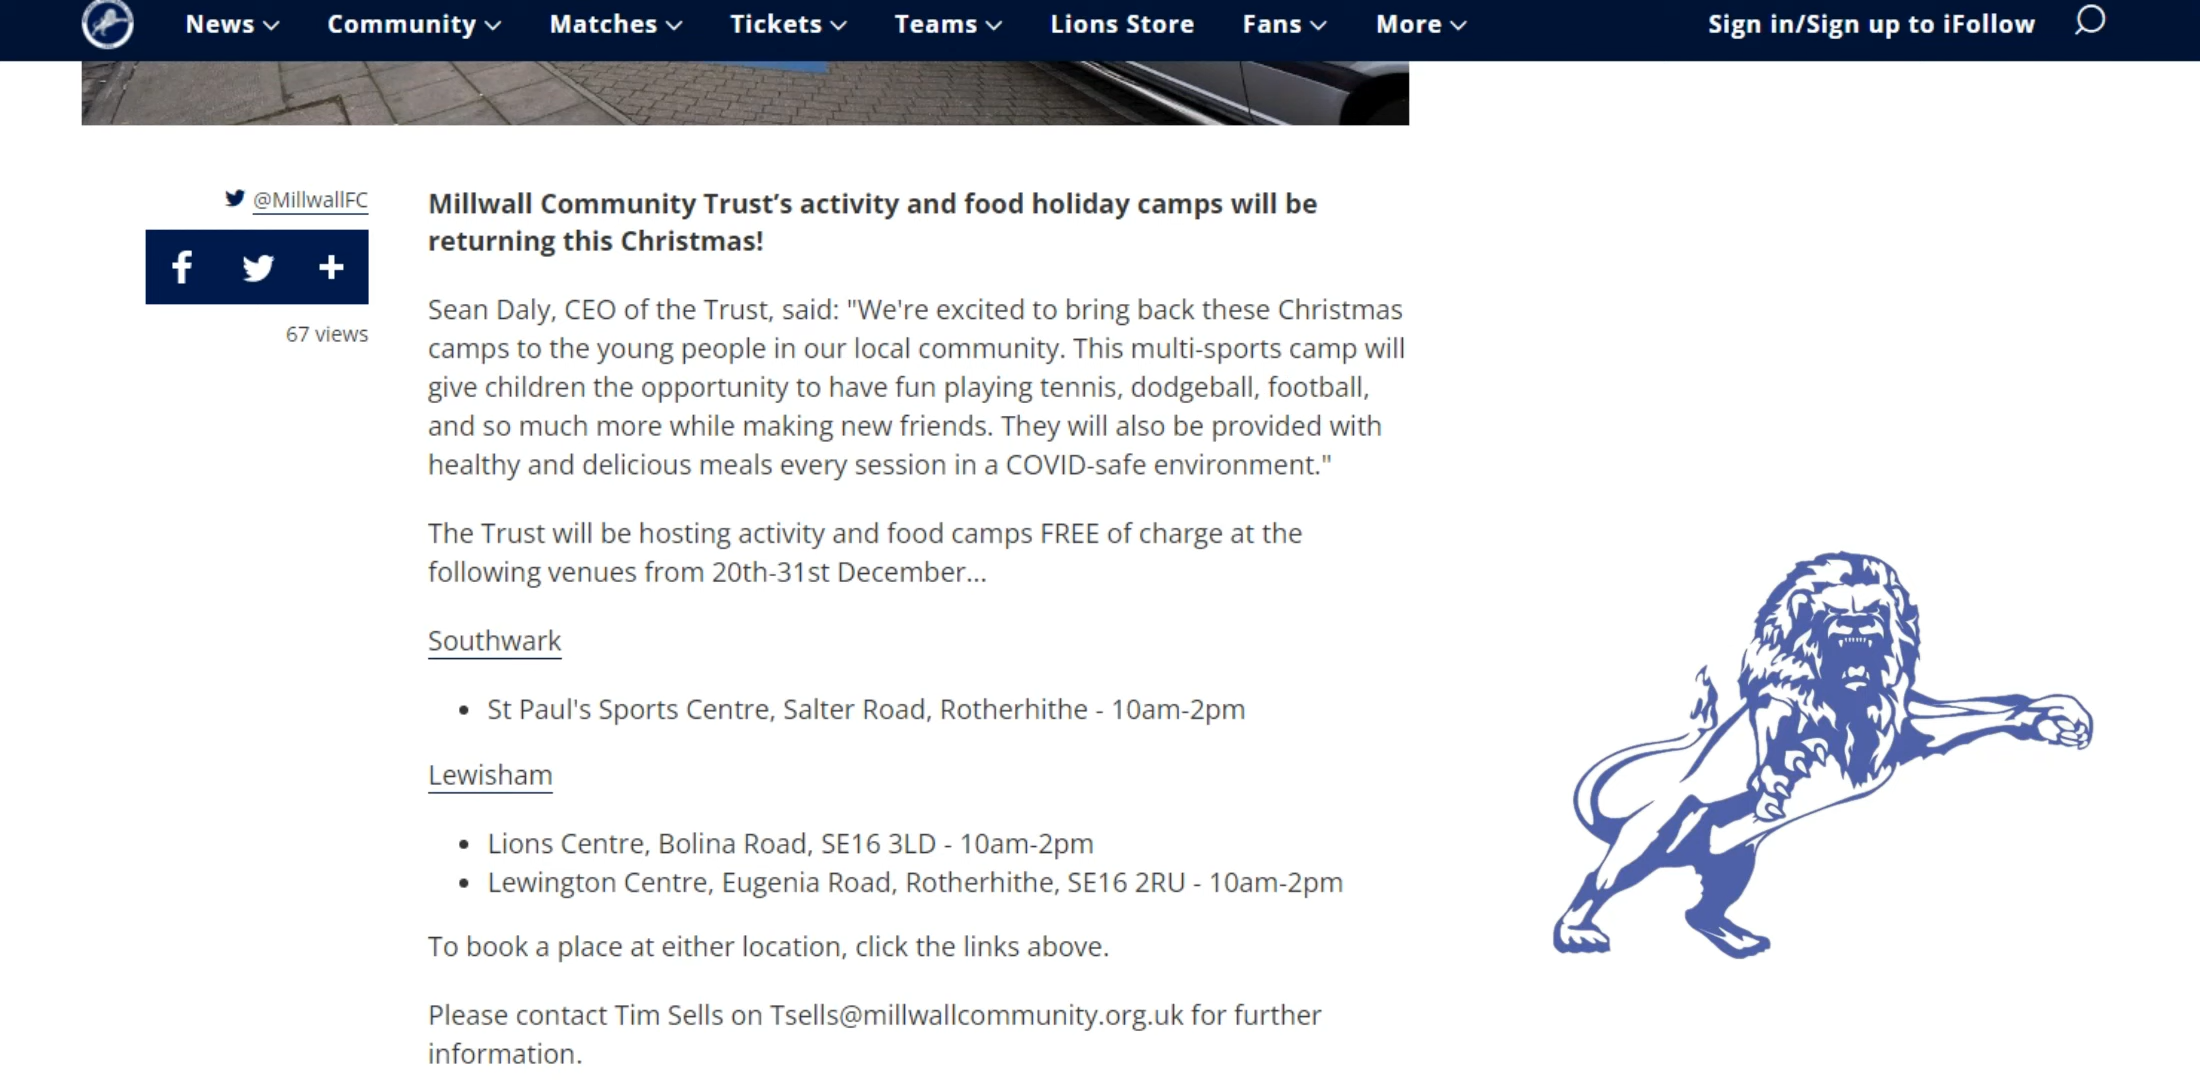 News Community Matches Tickets Teams Lions Store Fans More Sign in/Sign up to iFollow
@MillwallFC
67 views
Millwall Community Trust’s activity and food holiday camps will be
returning this Christmas!
Sean Daly, CEO of the Trust, said: "We're excited to bring back these Christmas
camps to the young people in our local community. This multi-sports camp will
give children the opportunity to have fun playing tennis, dodgeball, football,
and so much more while making new friends. They will also be provided with
healthy and delicious meals every session in a COVID-safe environment."
The Trust will be hosting activity and food camps FREE of charge at the
following venues from 20th-31st December...
Southwark
• St Paul's Sports Centre, Salter Road, Rotherhithe - 10am-2pm
Lewisham
• Lions Centre, Bolina Road, SE16 3LD - 10am-2pm
• Lewington Centre, Eugenia Road, Rotherhithe, SE16 2RU - 10am-2pm
To book a place at either location, click the links above.
Please contact Tim Sells on Tsells@millwallcommunity.org.uk for further
information.